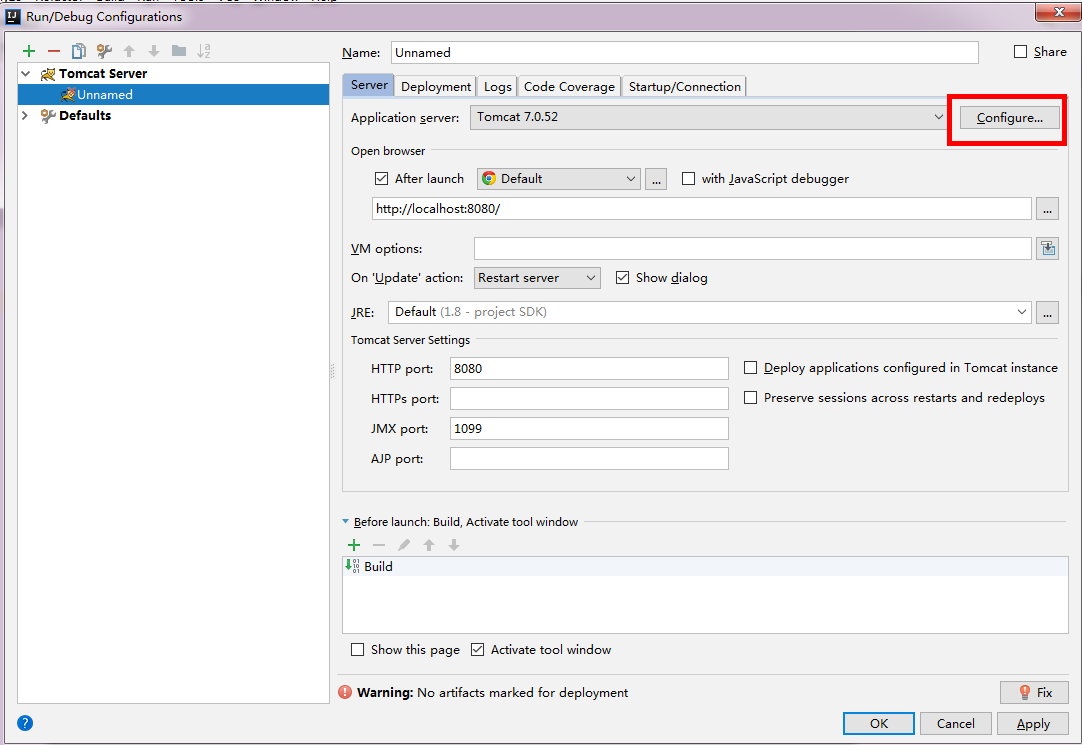 Run/Debug Configurations
Name: Unnamed Share
Tomcat Server
Unnamed
Defaults
Server Deployment Logs Code Coverage Startup/Connection
Application server: Tomcat 7.0.52 Configure...
Open browser
After launch Default ... with JavaScript debugger
http://localhost:8080/ ...
VM options:
On 'Update' action: Restart server Show dialog
JRE: Default (1.8 - project SDK) ...
Tomcat Server Settings
HTTP port: 8080 Deploy applications configured in Tomcat instance
HTTPs port: Preserve sessions across restarts and redeploys
JMX port: 1099
AJP port:
Before launch: Build, Activate tool window
Build
Show this page Activate tool window
Warning: No artifacts marked for deployment Fix
OK Cancel Apply